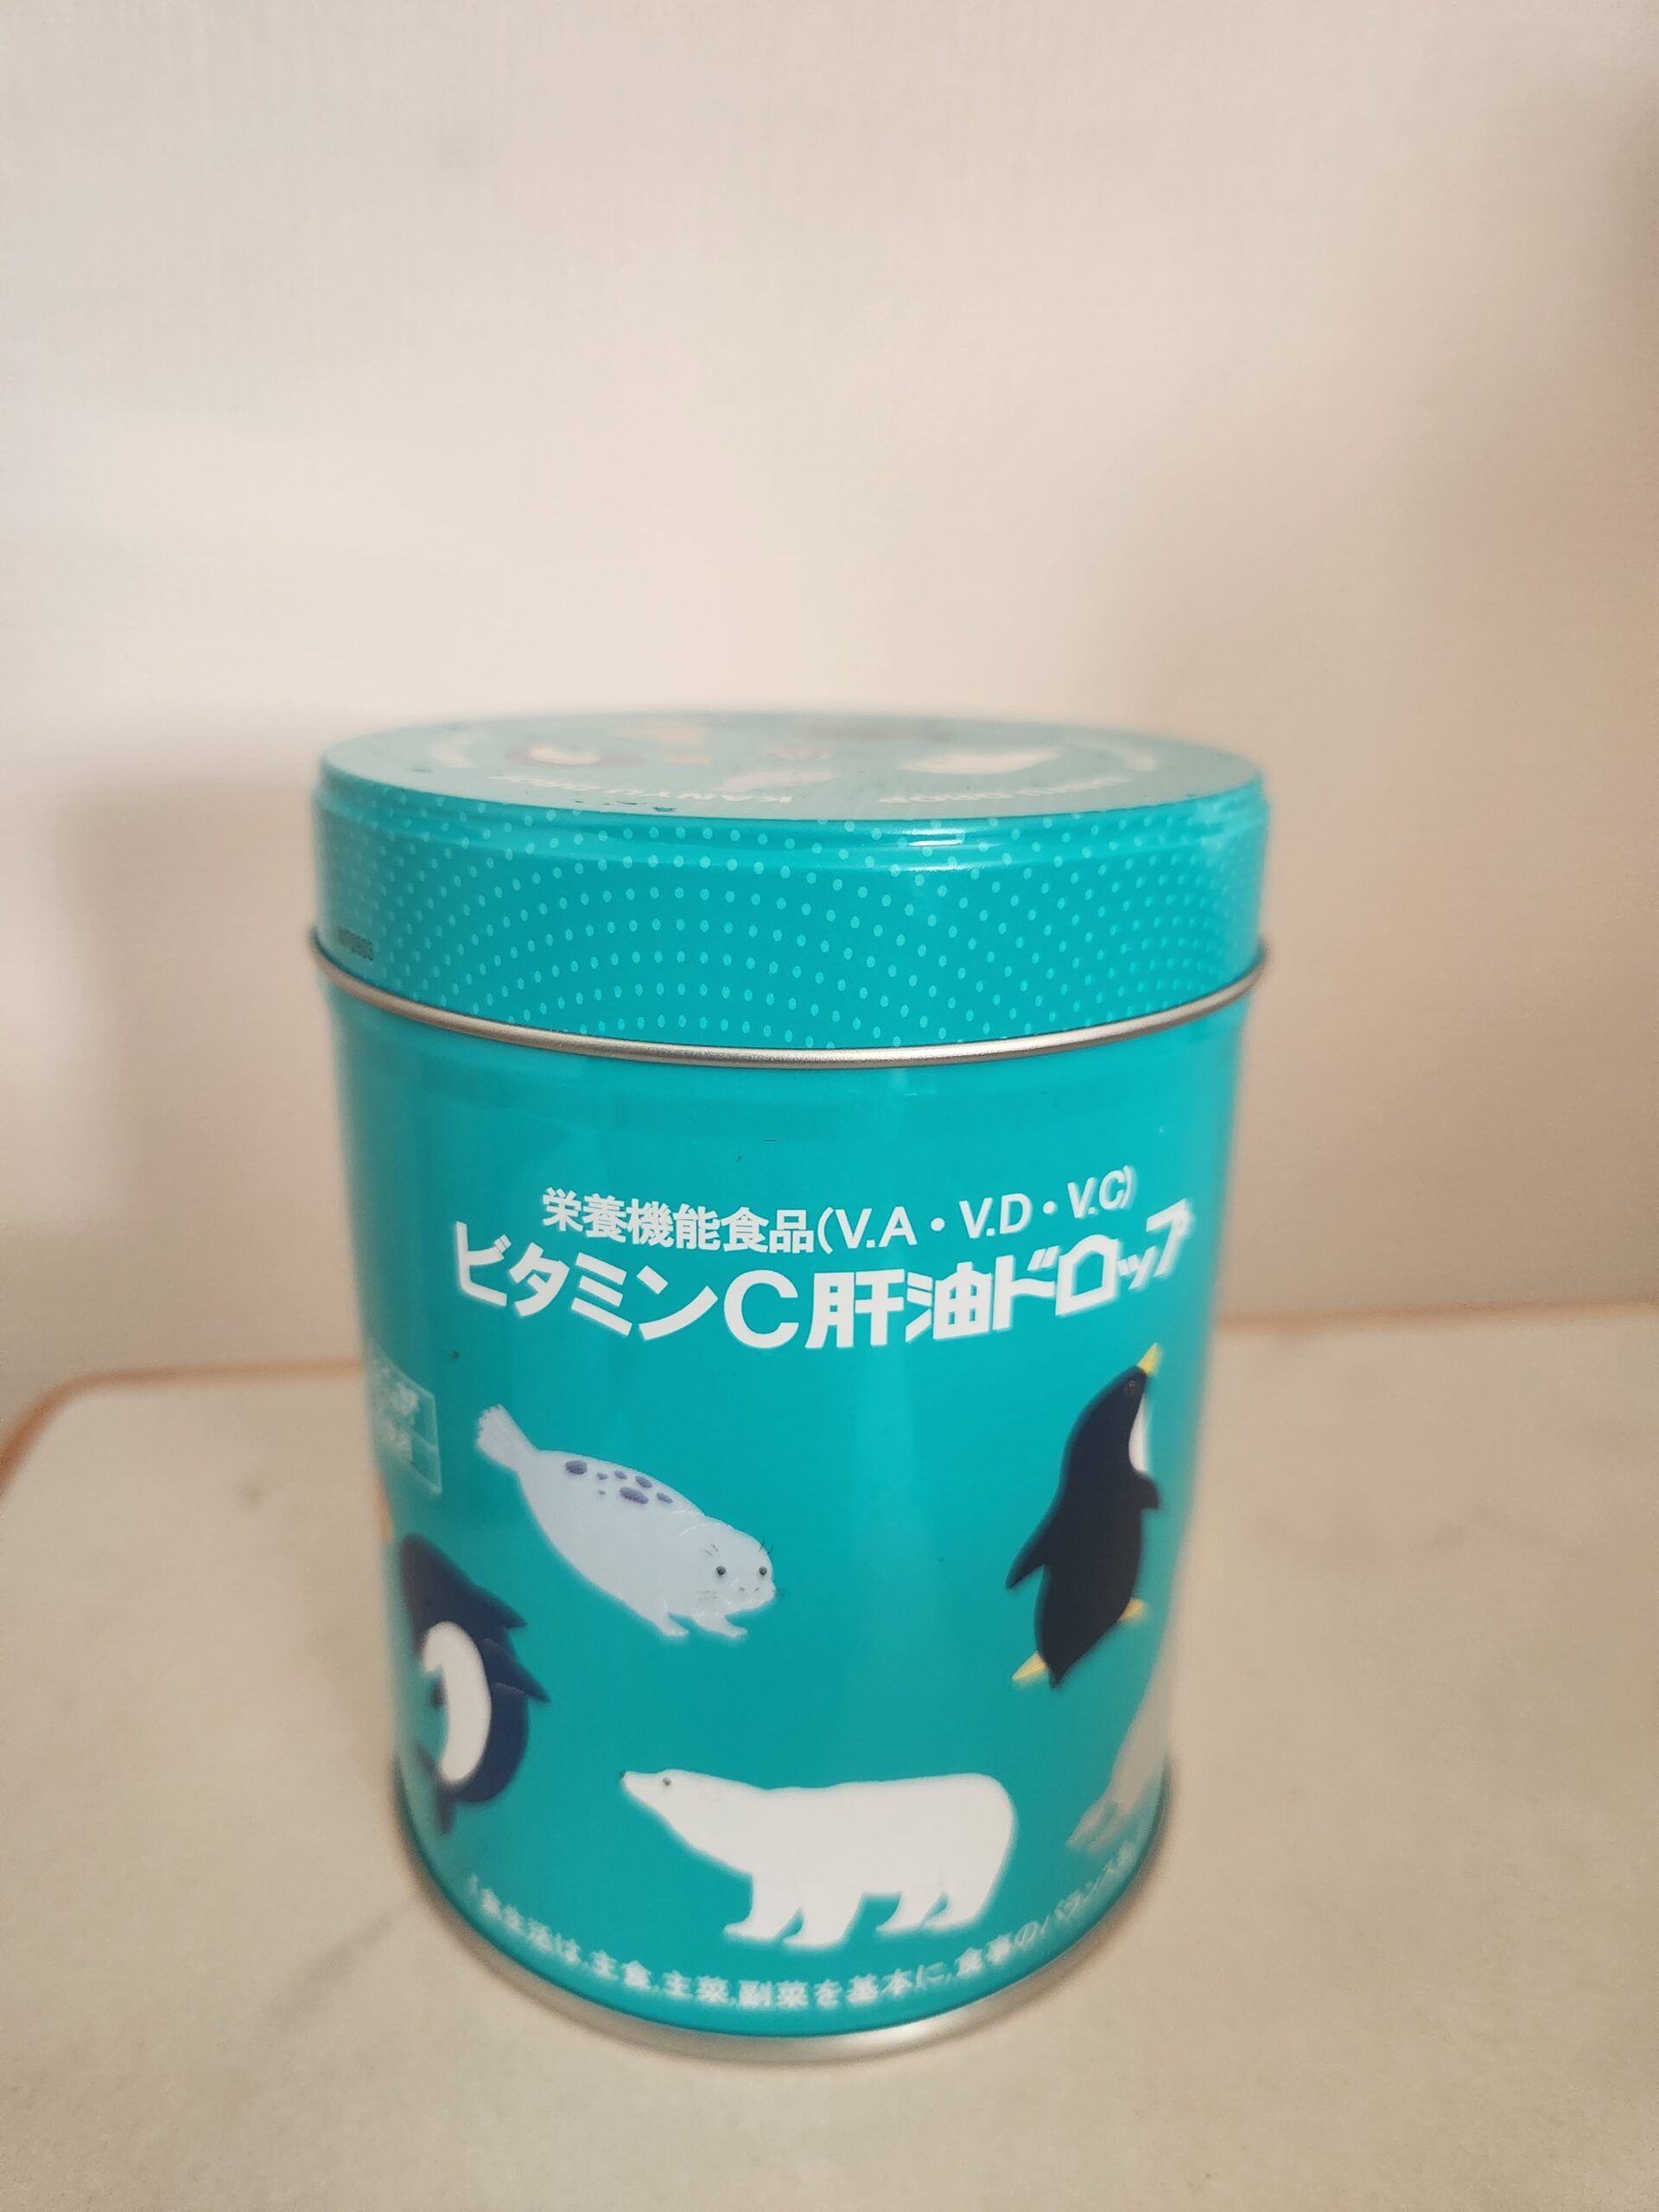 KANYU DROP
栄養機能食品(V.A・V.D・V.C)
ビタミンC肝油ドロップ
食生活は、主食、主菜、副菜を基本に、食事のバランスを